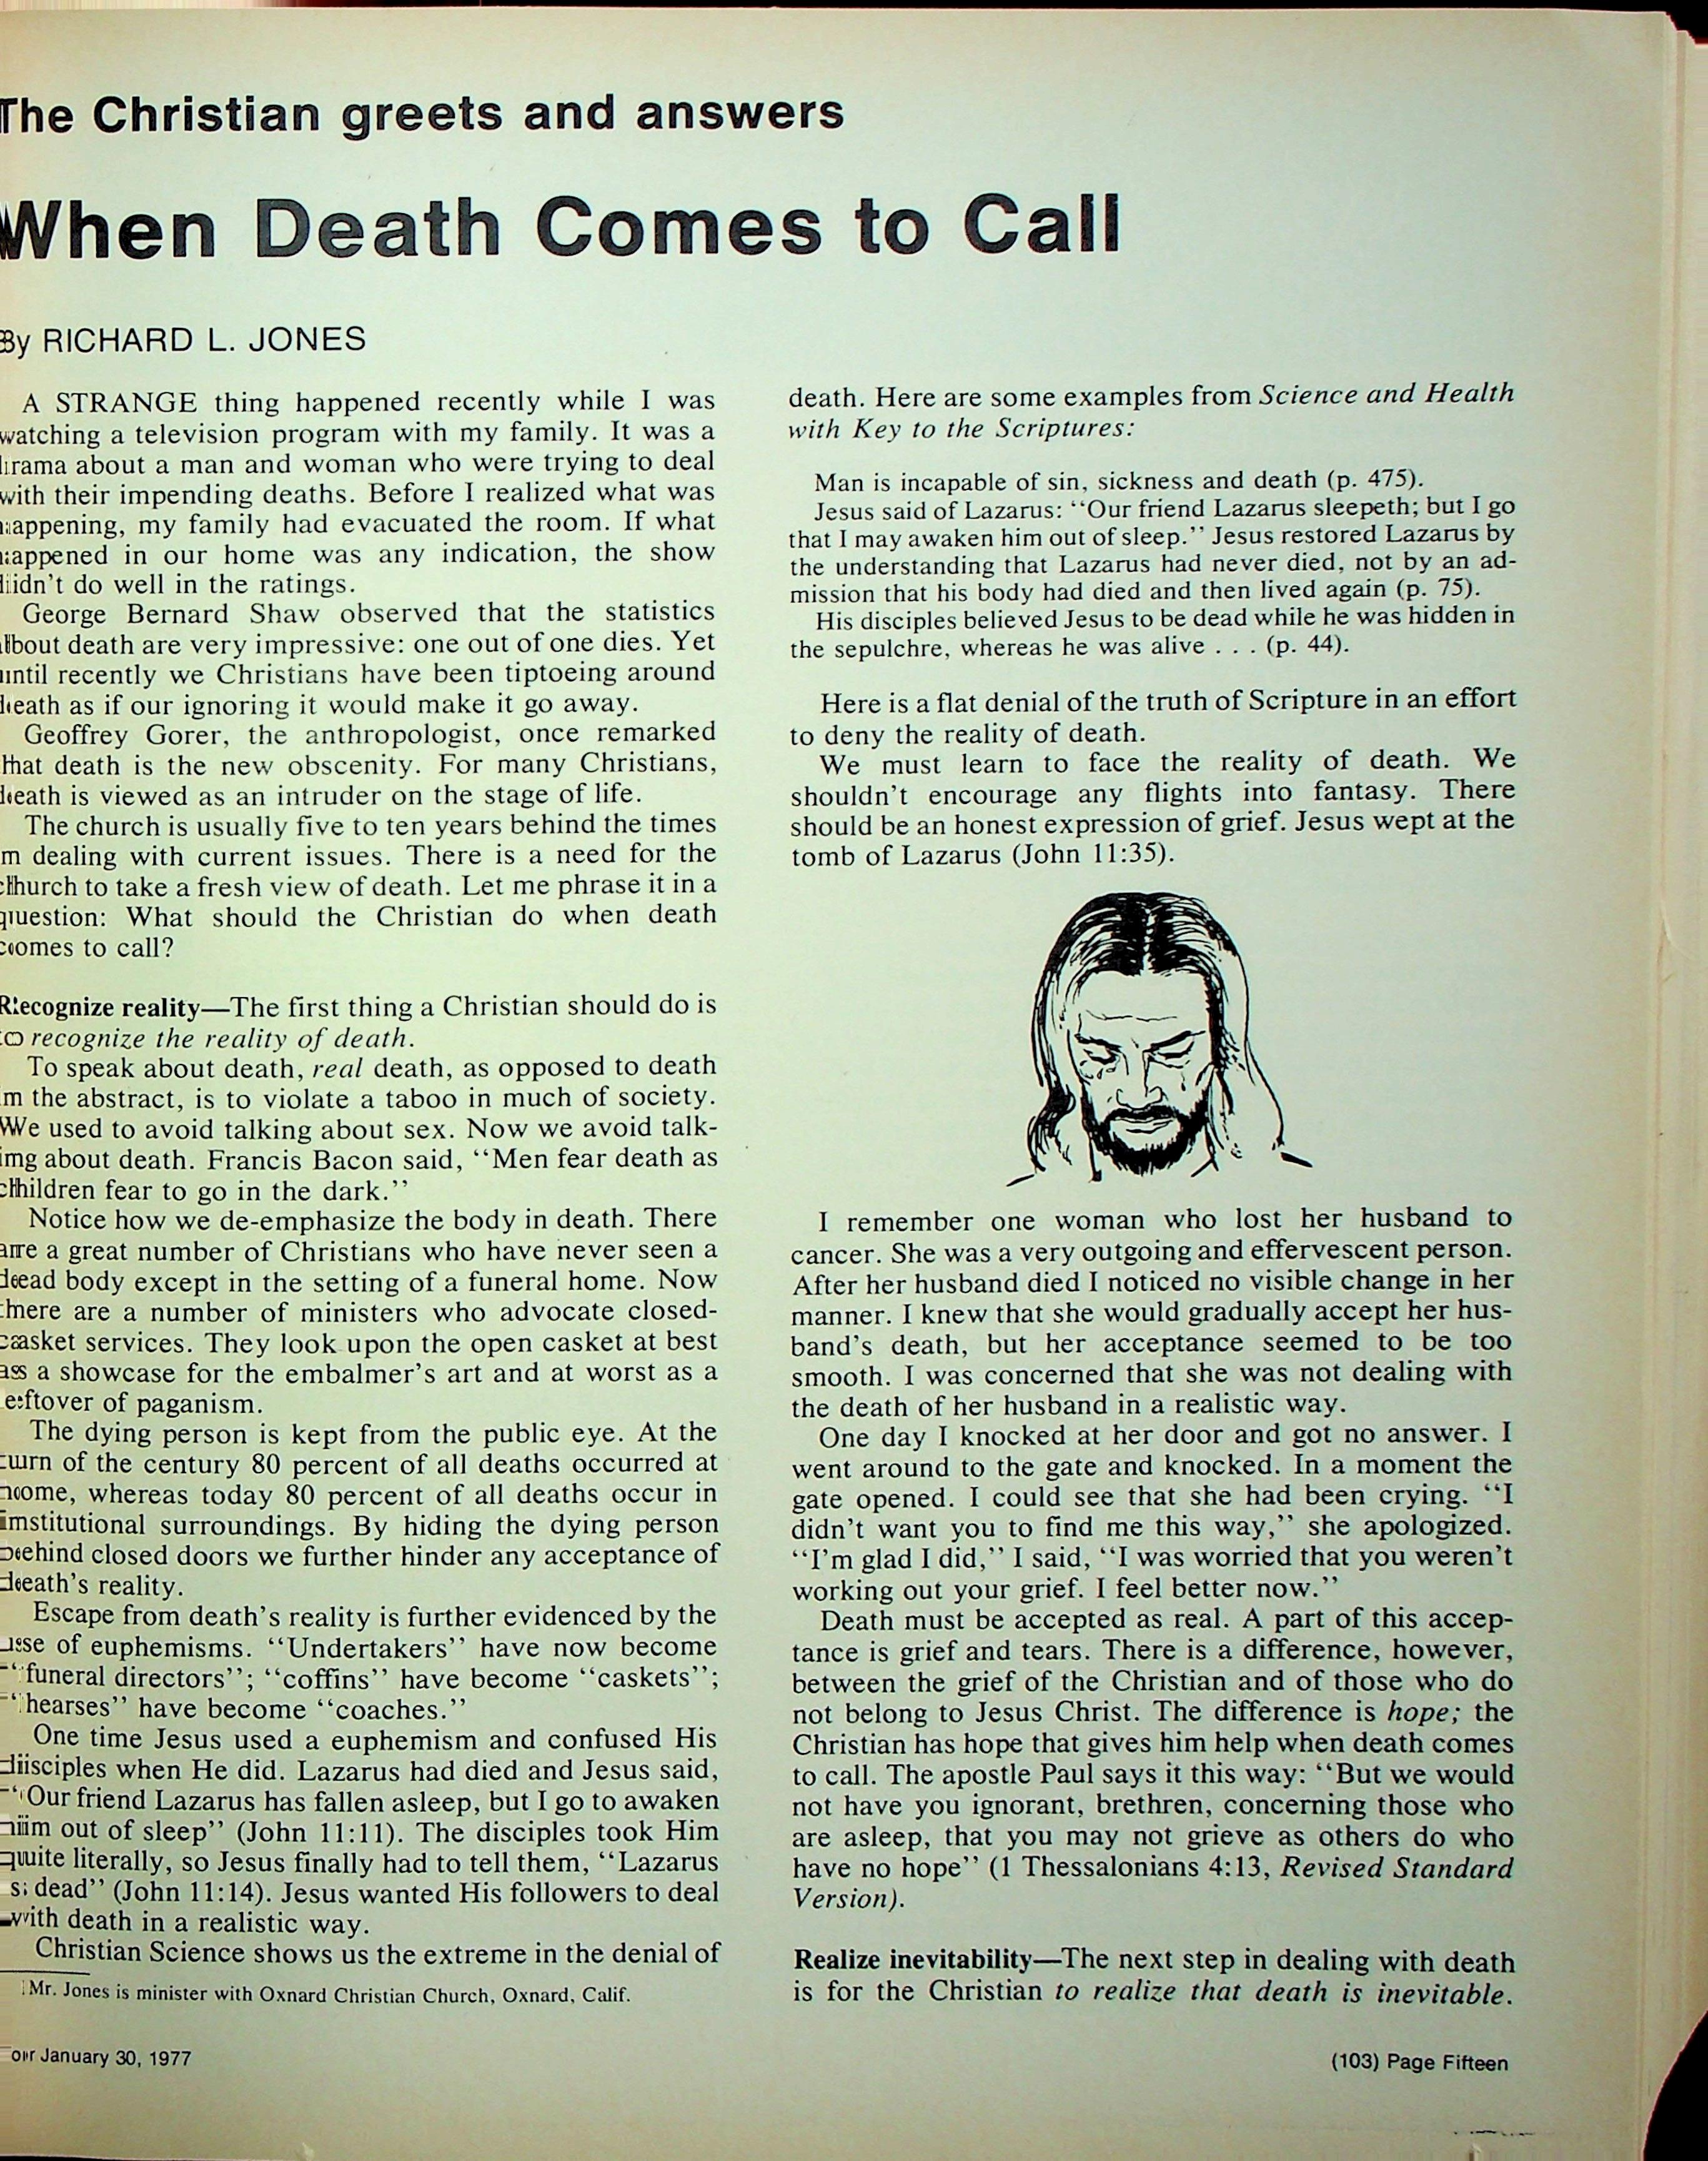 The Christian greets and answers
When Death Comes to Call
By RICHARD L. JONES
A STRANGE thing happened recently while I was
watching a television program with my family. It was a
drama about a man and woman who were trying to deal
with their impending deaths. Before I realized what was
happening, my family had evacuated the room. If what
happened in our home was any indication, the show
didn't do well in the ratings.
George Bernard Shaw observed that the statistics
about death are very impressive: one out of one dies. Yet
until recently we Christians have been tiptoeing around
death as if our ignoring it would make it go away.
Geoffrey Gorer, the anthropologist, once remarked
that death is the new obscenity. For many Christians,
death is viewed as an intruder on the stage of life.
The church is usually five to ten years behind the times
in dealing with current issues. There is a need for the
church to take a fresh view of death. Let me phrase it in a
question: What should the Christian do when death
comes to call?
Recognize reality—The first thing a Christian should do is
to recognize the reality of death.
To speak about death, real death, as opposed to death
in the abstract, is to violate a taboo in much of society.
We used to avoid talking about sex. Now we avoid talk-
ing about death. Francis Bacon said, "Men fear death as
children fear to go in the dark."
Notice how we de-emphasize the body in death. There
are a great number of Christians who have never seen a
dead body except in the setting of a funeral home. Now
there are a number of ministers who advocate closed-
casket services. They look upon the open casket at best
as a showcase for the embalmer's art and at worst as a
leftover of paganism.
The dying person is kept from the public eye. At the
turn of the century 80 percent of all deaths occurred at
home, whereas today 80 percent of all deaths occur in
institutional surroundings. By hiding the dying person
behind closed doors we further hinder any acceptance of
death's reality.
Escape from death's reality is further evidenced by the
use of euphemisms. "Undertakers" have now become
"funeral directors"; "coffins" have become "caskets";
"hearses" have become "coaches."
One time Jesus used a euphemism and confused His
disciples when He did. Lazarus had died and Jesus said,
"Our friend Lazarus has fallen asleep, but I go to awaken
him out of sleep" (John 11:11). The disciples took Him
quite literally, so Jesus finally had to tell them, "Lazarus
is dead" (John 11:14). Jesus wanted His followers to deal
with death in a realistic way.
Christian Science shows us the extreme in the denial of
Mr. Jones is minister with Oxnard Christian Church, Oxnard, Calif.
death. Here are some examples from Science and Health
with Key to the Scriptures:
Man is incapable of sin, sickness and death (p. 475).
Jesus said of Lazarus: "Our friend Lazarus sleepeth; but I go
that I may awaken him out of sleep." Jesus restored Lazarus by
the understanding that Lazarus had never died, not by an ad-
mission that his body had died and then lived again (p. 75).
His disciples believed Jesus to be dead while he was hidden in
the sepulchre, whereas he was alive . . . (p. 44).
Here is a flat denial of the truth of Scripture in an effort
to deny the reality of death.
We must learn to face the reality of death. We
shouldn't encourage any flights into fantasy. There
should be an honest expression of grief. Jesus wept at the
tomb of Lazarus (John 11:35).
I remember one woman who lost her husband to
cancer. She was a very outgoing and effervescent person.
After her husband died I noticed no visible change in her
manner. I knew that she would gradually accept her hus-
band's death, but her acceptance seemed to be too
smooth. I was concerned that she was not dealing with
the death of her husband in a realistic way.
One day I knocked at her door and got no answer. I
went around to the gate and knocked. In a moment the
gate opened. I could see that she had been crying. "I
didn't want you to find me this way," she apologized.
"I'm glad I did," I said, "I was worried that you weren't
working out your grief. I feel better now."
Death must be accepted as real. A part of this accep-
tance is grief and tears. There is a difference, however,
between the grief of the Christian and of those who do
not belong to Jesus Christ. The difference is hope; the
Christian has hope that gives him help when death comes
to call. The apostle Paul says it this way: "But we would
not have you ignorant, brethren, concerning those who
are asleep, that you may not grieve as others do who
have no hope" (1 Thessalonians 4:13, Revised Standard
Version).
Realize inevitability—The next step in dealing with death
is for the Christian to realize that death is inevitable.
for January 30, 1977
(103) Page Fifteen